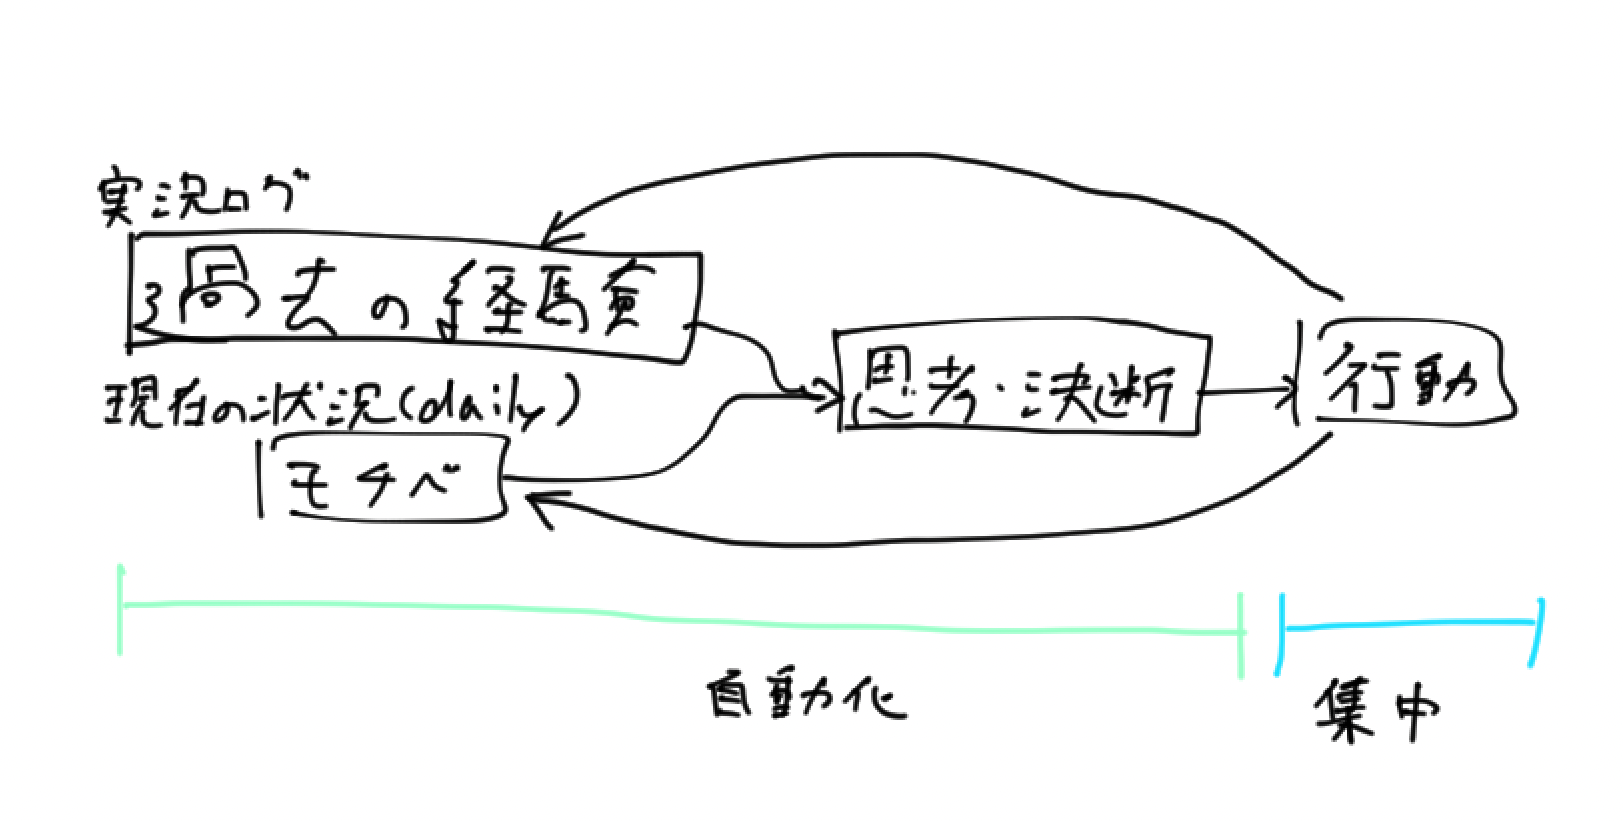 実況ログ
過去の経験
現在の状況(daily)
モチベ
思考・決断
行動
自動化
集中